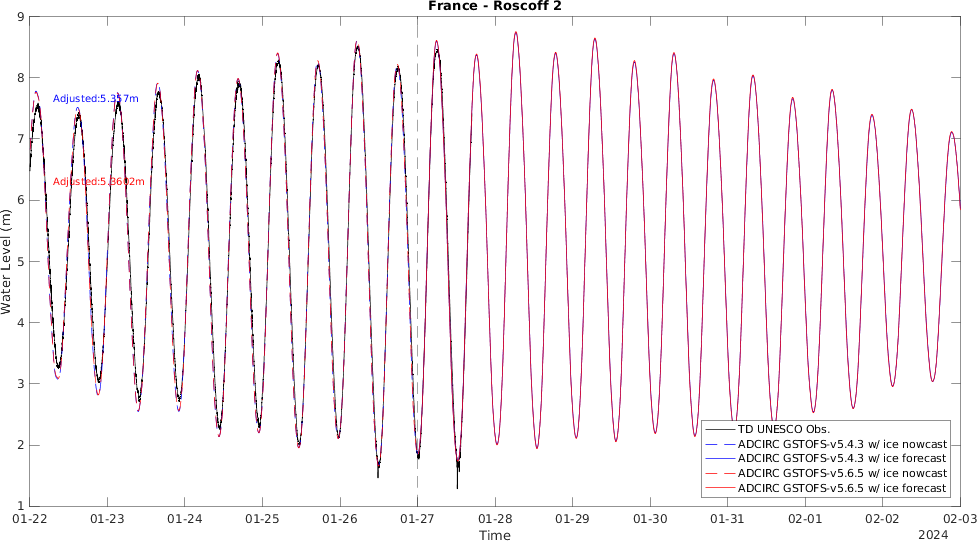 France - Roscoff 2
9
8
7
6
5
4
3
2
1
Water Level (m)
Adjusted:5.357m
Adjusted:5.3602m
TD UNESCO Obs.
ADCIRC GSTOFS-v5.4.3 w/ ice nowcast
ADCIRC GSTOFS-v5.4.3 w/ ice forecast
ADCIRC GSTOFS-v5.6.5 w/ ice nowcast
ADCIRC GSTOFS-v5.6.5 w/ ice forecast
01-22 01-23 01-24 01-25 01-26 01-27 01-28 01-29 01-30 01-31 02-01 02-02 02-03
Time
2024